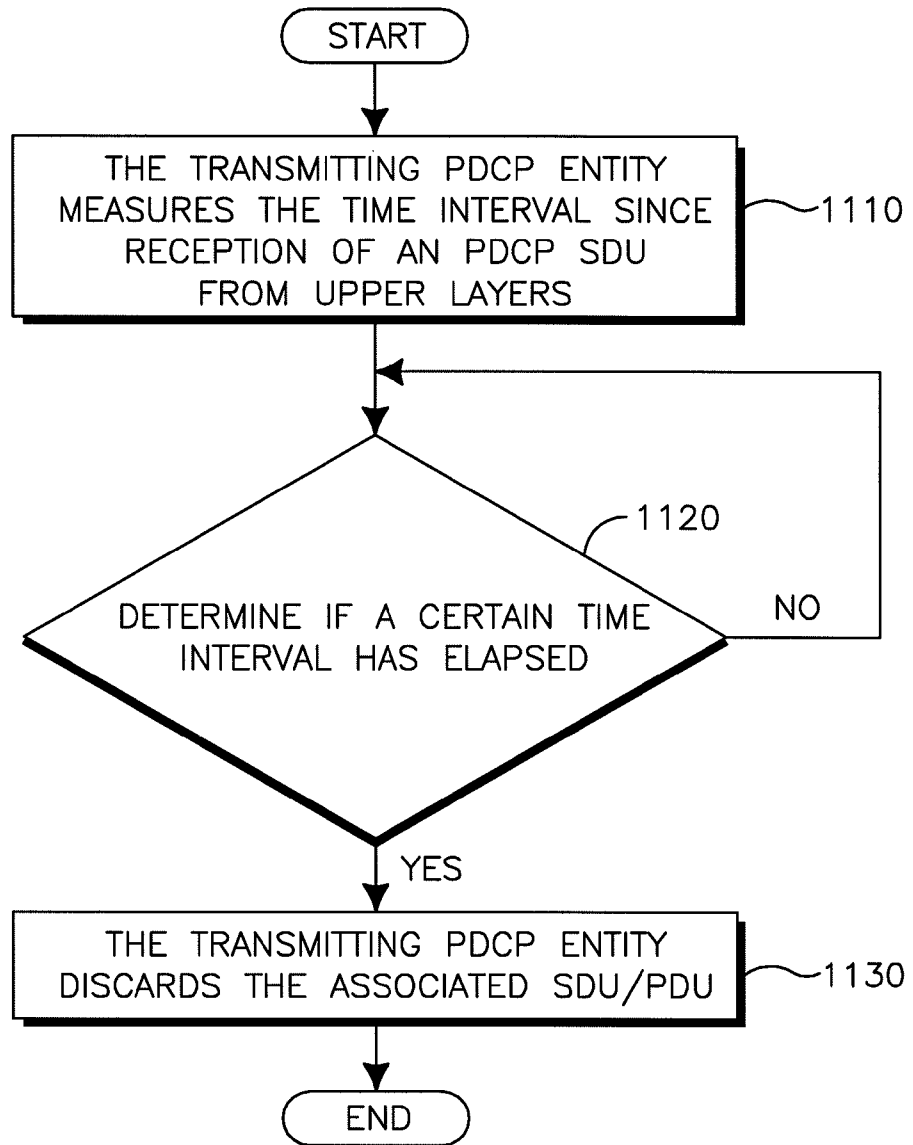 START
THE TRANSMITTING PDCP ENTITY
MEASURES THE TIME INTERVAL SINCE
RECEPTION OF AN PDCP SDU
FROM UPPER LAYERS
1110
1120
DETERMINE IF A CERTAIN TIME
INTERVAL HAS ELAPSED
NO
YES
THE TRANSMITTING PDCP ENTITY
DISCARDS THE ASSOCIATED SDU/PDU
1130
END